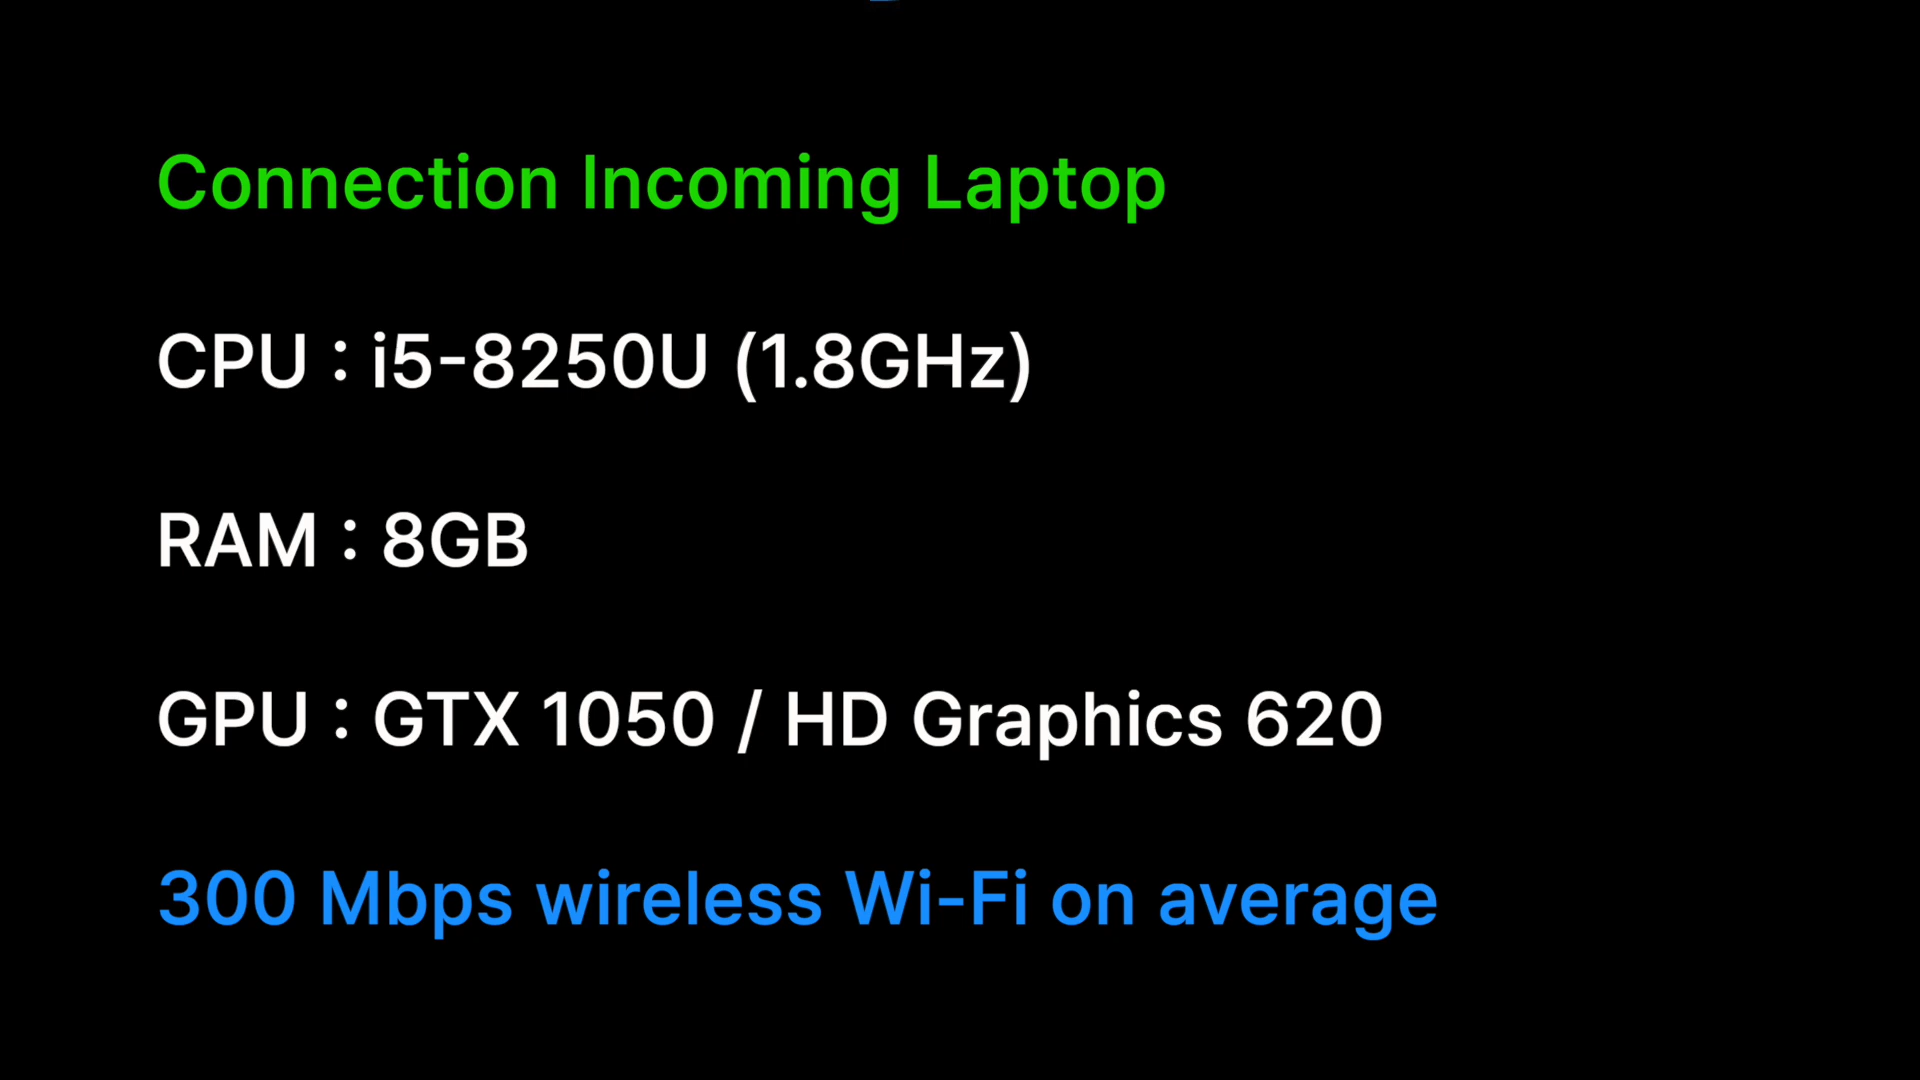 Connection Incoming Laptop
CPU : i5-8250U (1.8GHz)
RAM : 8GB
GPU : GTX 1050 / HD Graphics 620
300 Mbps wireless Wi-Fi on average